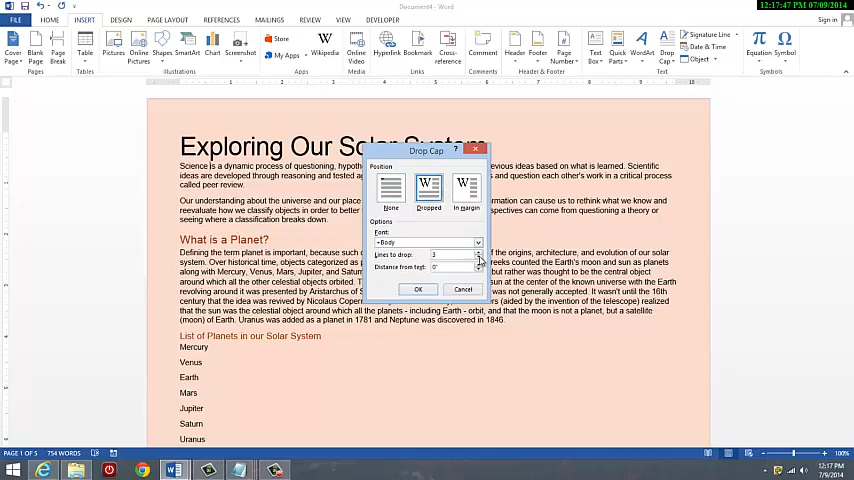 Document4 - Word
12:17:47 PM 07/09/2014
Sign in
FILE HOME INSERT DESIGN PAGE LAYOUT REFERENCES MAILINGS REVIEW VIEW DEVELOPER
Cover Page
Blank Page
Page Break
Pages
Table
Tables
Pictures
Online Pictures
Shapes
SmartArt
Chart
Screenshot
Illustrations
Store
My Apps
Wikipedia
Apps
Online Video
Media
Hyperlink
Bookmark
Cross-reference
Links
Comment
Comments
Header
Footer
Page Number
Header & Footer
Text Box
Quick Parts
WordArt
Drop Cap
Signature Line
Date & Time
Object
Text
Equation
Symbol
Symbols
Exploring Our Solar System
Science is a dynamic process of questioning, hypoth
evious ideas based on what is learned. Scientific
ideas are developed through reasoning and tested ag
and question each other's work in a critical process
called peer review.
Our understanding about the universe and our place
rmation can cause us to rethink what we know and
reevaluate how we classify objects in order to better
spectives can come from questioning a theory or
seeing where a classification breaks down.
What is a Planet?
Defining the term planet is important, because such
of the origins, architecture, and evolution of our solar
system. Over historical time, objects categorized as
reeks counted the Earth's moon and sun as planets
along with Mercury, Venus, Mars, Jupiter, and Saturn
but rather was thought to be the central object
around which all the other celestial objects orbited. T
sun at the center of the known universe with the Earth
revolving around it was presented by Aristarchus of S
was not generally accepted. It wasn't until the 16th
century that the idea was revived by Nicolaus Copern
ers (aided by the invention of the telescope) realized
that the sun was the celestial object around which all the planets - including Earth - orbit, and that the moon is not a planet, but a satellite
(moon) of Earth. Uranus was added as a planet in 1781 and Neptune was discovered in 1846.
List of Planets in our Solar System
Mercury
Venus
Earth
Mars
Jupiter
Saturn
Uranus
Drop Cap
Position
None
Dropped
In margin
Options
Font:
+Body
Lines to drop: 3
Distance from text: 0"
OK Cancel
PAGE 1 OF 5 754 WORDS
100%
12:17 PM
7/9/2014